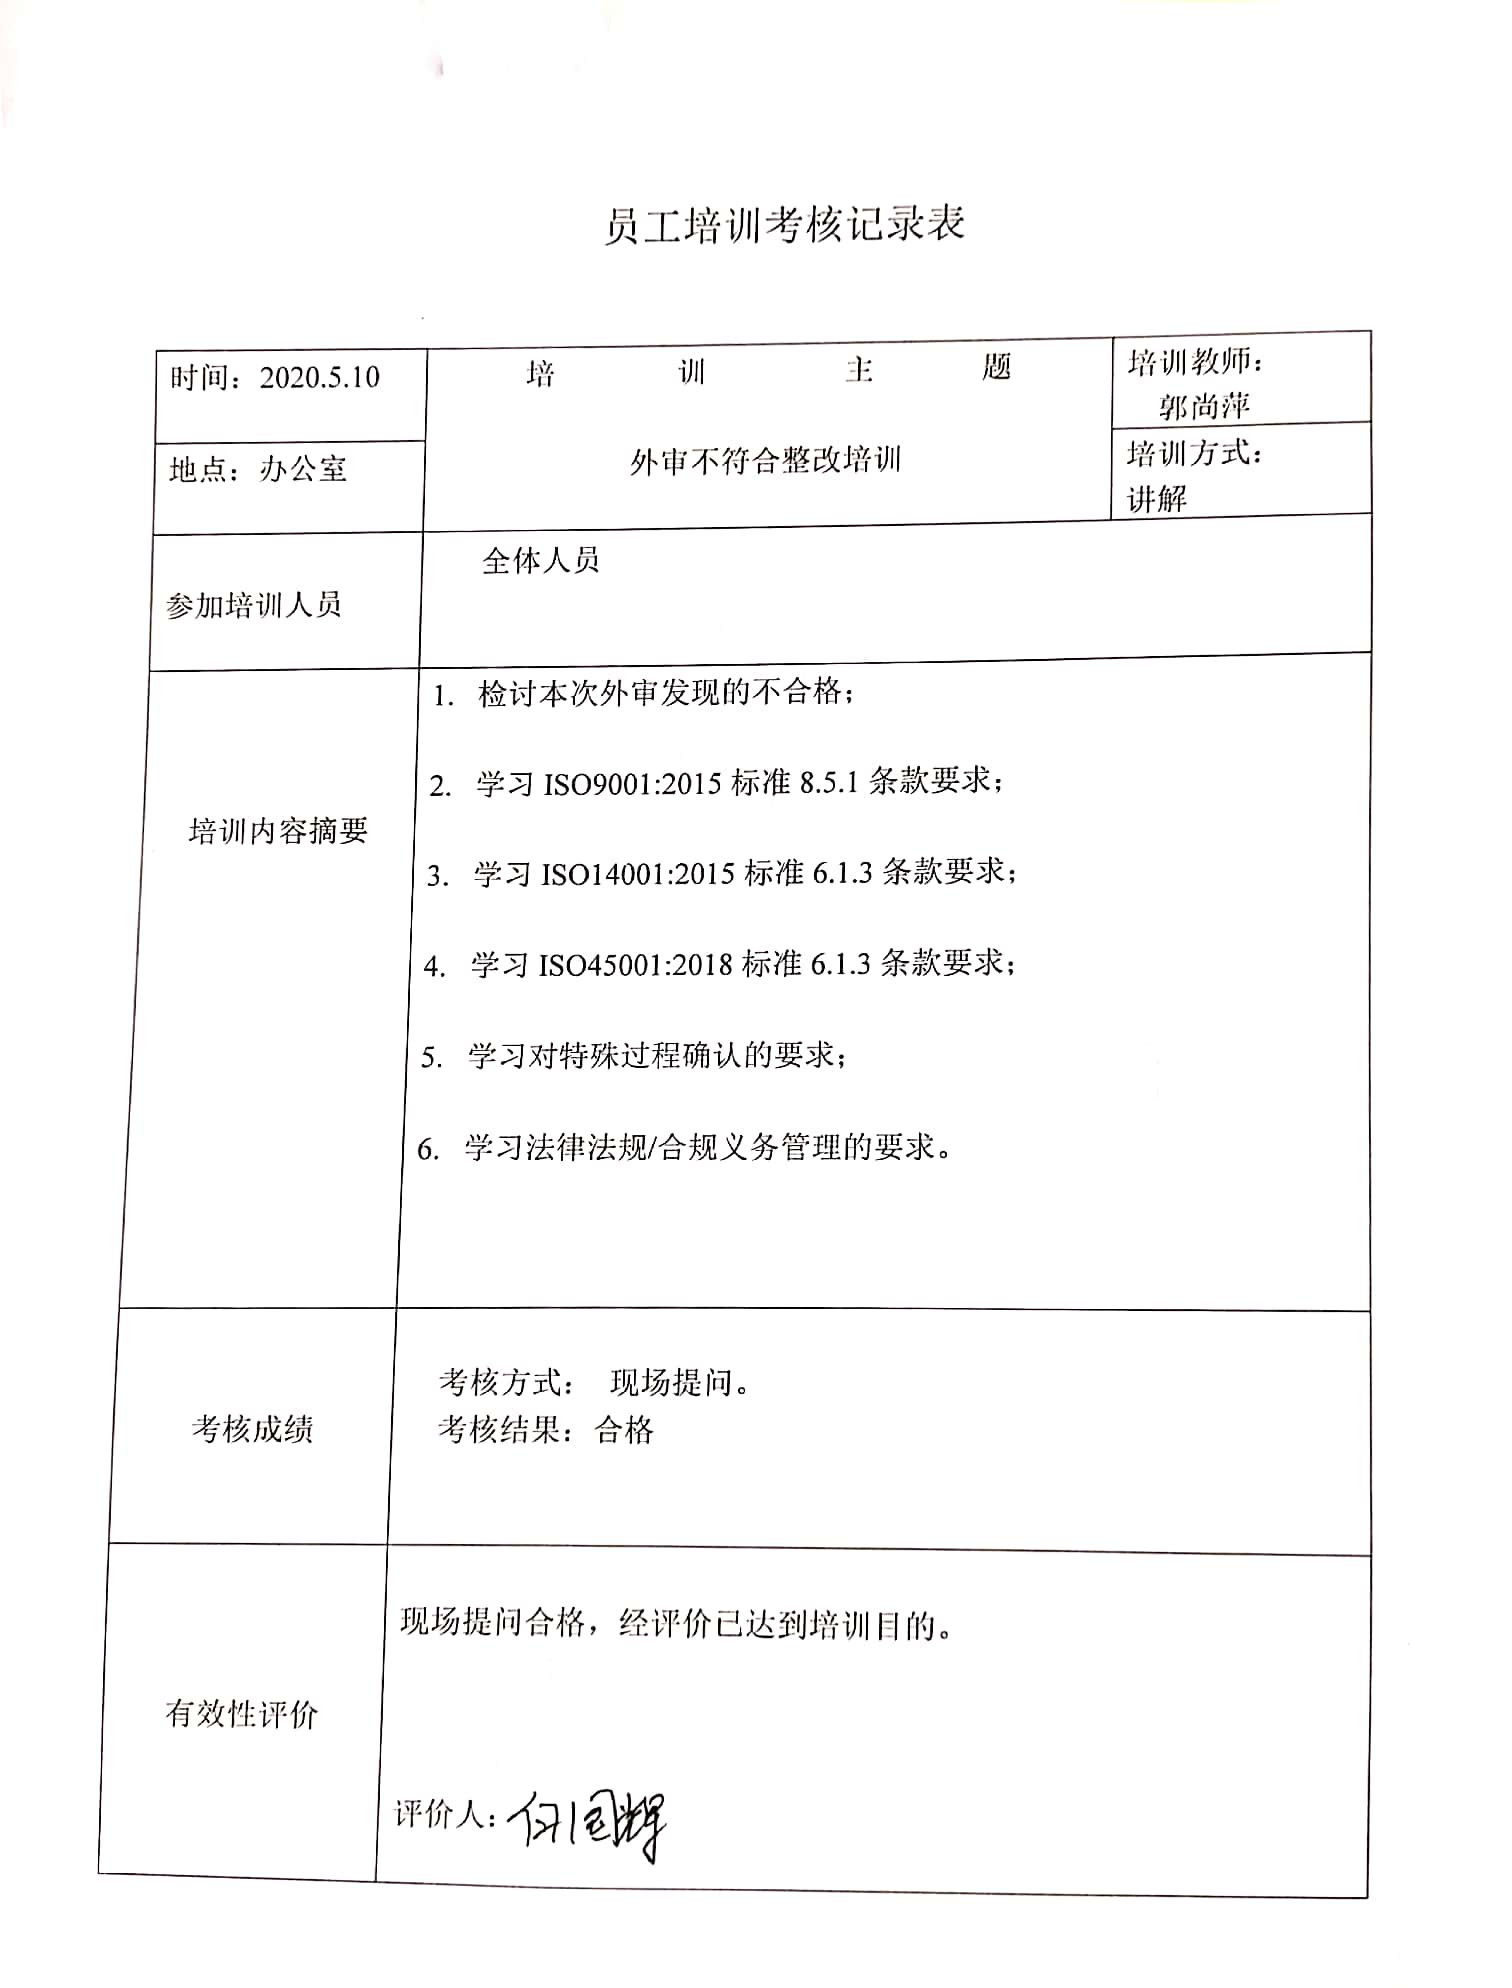 员工培训考核记录表
时间：2020.5.10
培 训 主 题
培训教师：
郭尚萍
地点：办公室
外审不符合整改培训
培训方式：
讲解
参加培训人员
全体人员
培训内容摘要
1. 检讨本次外审发现的不合格；
2. 学习 ISO9001:2015 标准 8.5.1 条款要求；
3. 学习 ISO14001:2015 标准 6.1.3 条款要求；
4. 学习 ISO45001:2018 标准 6.1.3 条款要求；
5. 学习对特殊过程确认的要求；
6. 学习法律法规/合规义务管理的要求。
考核成绩
考核方式： 现场提问。
考核结果：合格
有效性评价
现场提问合格，经评价已达到培训目的。
评价人：